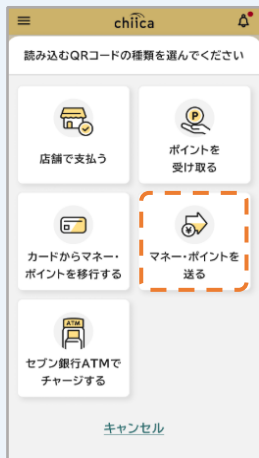 chiica
読み込むQRコードの種類を選んでください
店舗で支払う
P
ポイントを
受け取る
カードからマネー・
ポイントを移行する
¥
マネー・ポイントを
送る
ATM
セブン銀行ATMで
チャージする
キャンセル